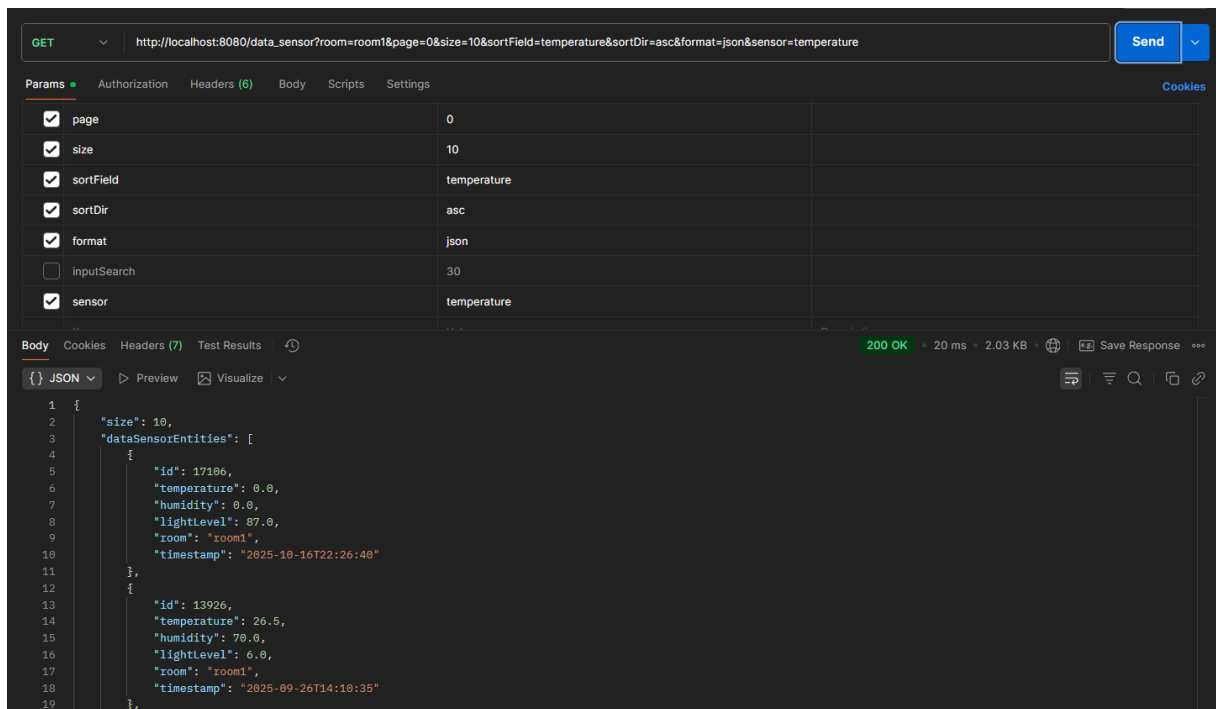 GET http://localhost:8080/data_sensor?room=room1&page=0&size=10&sortField=temperature&sortDir=asc&format=json&sensor=temperature Send
Params Authorization Headers (6) Body Scripts Settings Cookies
page 0
size 10
sortField temperature
sortDir asc
format json
inputSearch 30
sensor temperature
Body Cookies Headers (7) Test Results 200 OK 20 ms 2.03 KB e.g. Save Response
{} JSON Preview Visualize
1 {
2 "size": 10,
3 "dataSensorEntities": [
4 {
5 "id": 17106,
6 "temperature": 0.0,
7 "humidity": 0.0,
8 "lightLevel": 87.0,
9 "room": "room1",
10 "timestamp": "2025-10-16T22:26:40"
11 },
12 {
13 "id": 13926,
14 "temperature": 26.5,
15 "humidity": 70.0,
16 "lightLevel": 6.0,
17 "room": "room1",
18 "timestamp": "2025-09-26T14:10:35"
19 },